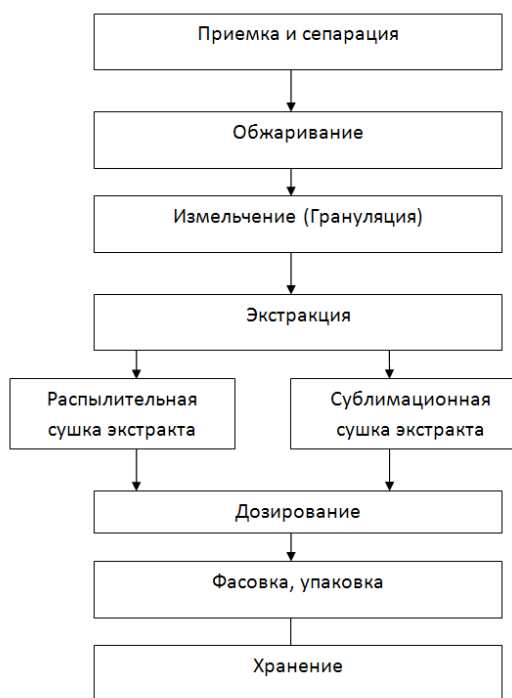 Приемка и сепарация
Обжаривание
Измельчение (Грануляция)
Экстракция
Распылительная
сушка экстракта
Сублимационная
сушка экстракта
Дозирование
Фасовка, упаковка
Хранение